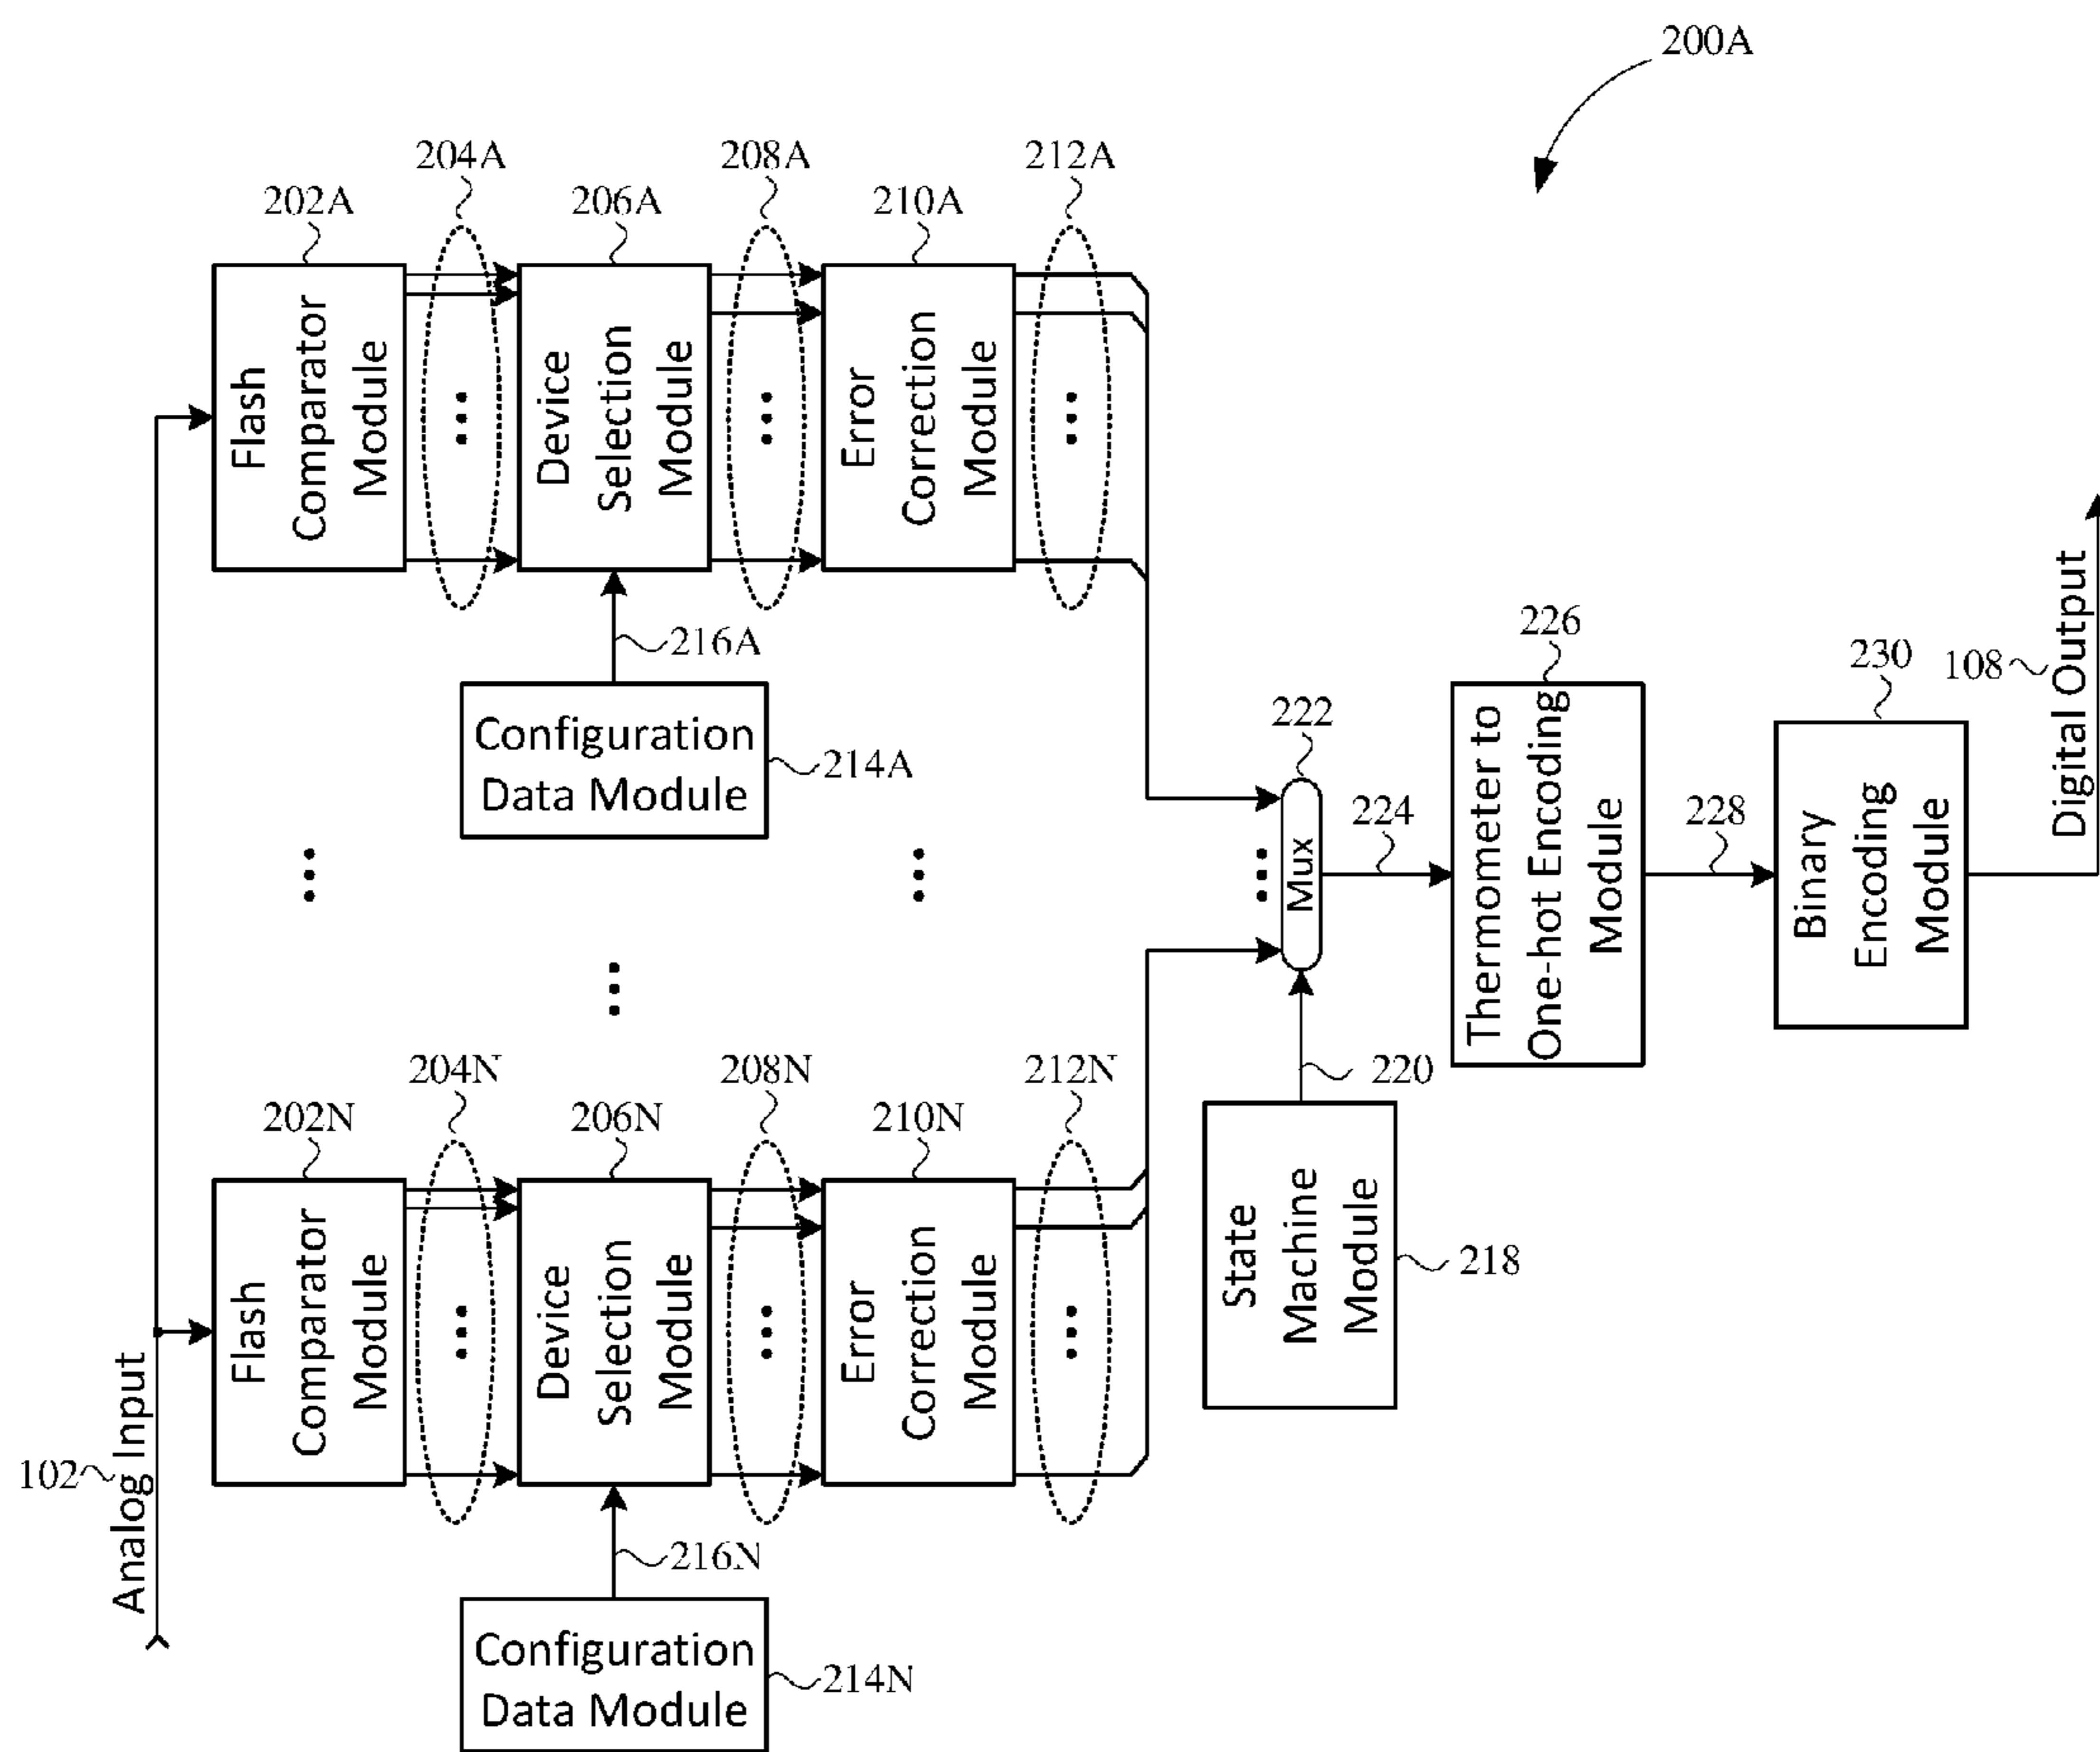 200A
204A
208A
212A
202A
206A
210A
Flash
Comparator
Module
Device
Selection
Module
Error
Correction
Module
216A
Configuration
Data Module
214A
204N
208N
212N
202N
206N
210N
Flash
Comparator
Module
Device
Selection
Module
Error
Correction
Module
216N
Configuration
Data Module
214N
102
Analog Input
222
Mux
220
State
Machine
Module
218
224
226
Thermometer to
One-hot Encoding
Module
228
230
Binary
Encoding
Module
108
Digital Output